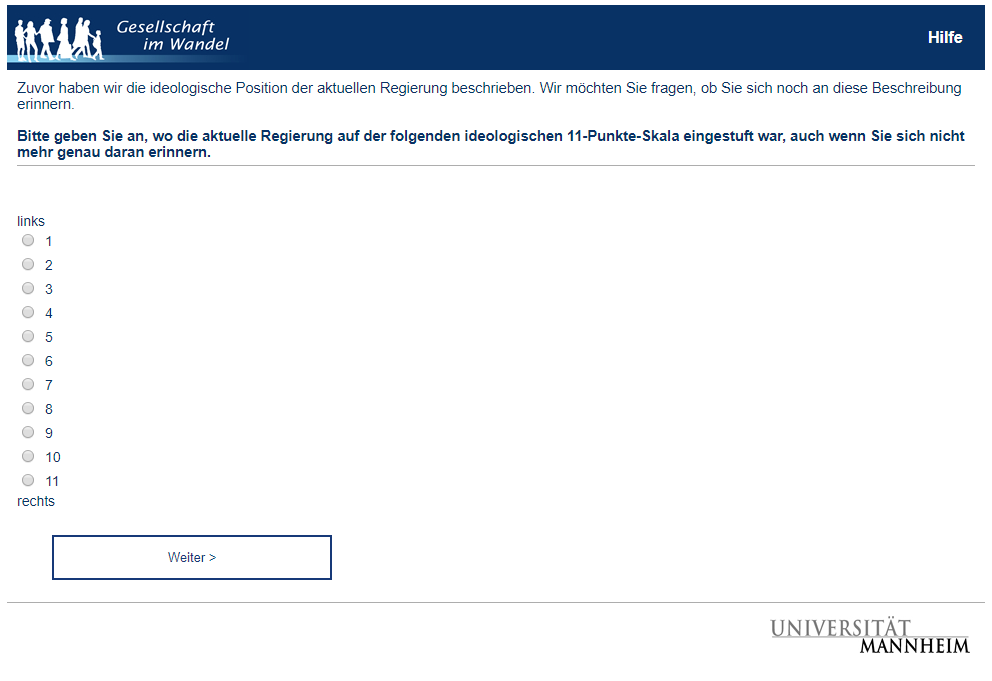 Gesellschaft
im Wandel
Hilfe
Zuvor haben wir die ideologische Position der aktuellen Regierung beschrieben. Wir möchten Sie fragen, ob Sie sich noch an diese Beschreibung
erinnern.
Bitte geben Sie an, wo die aktuelle Regierung auf der folgenden ideologischen 11-Punkte-Skala eingestuft war, auch wenn Sie sich nicht
mehr genau daran erinnern.
links
1
2
3
4
5
6
7
8
9
10
11
rechts
Weiter >
UNIVERSITÄT
MANNHEIM